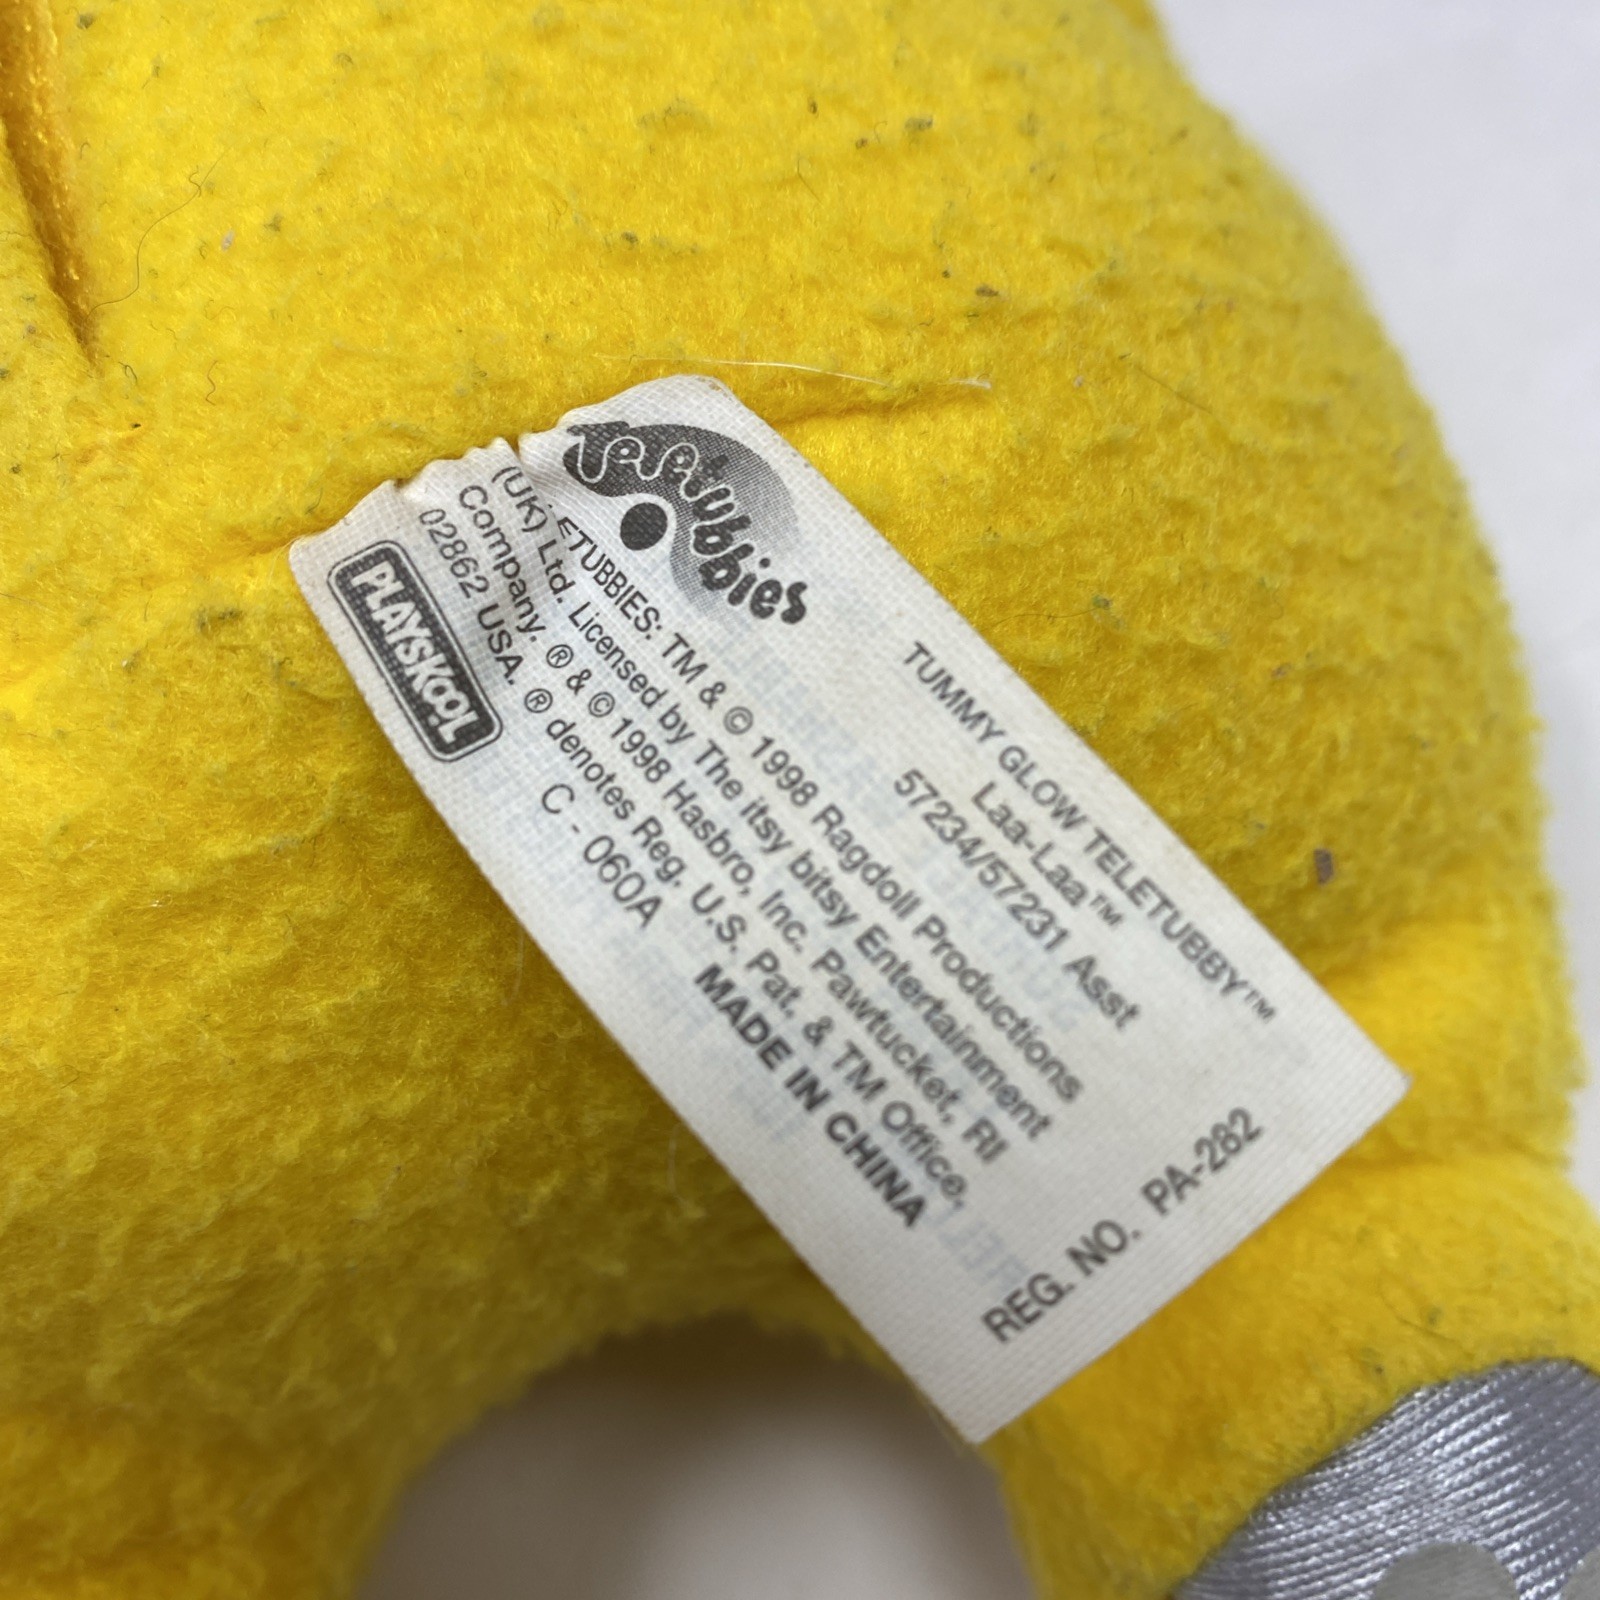 Teletubbies
TUMMY GLOW TELETUBBY™
Laa-Laa™
57234/57231 Asst
ETUBBIES: TM & © 1998 Ragdoll Productions
(UK) Ltd. Licensed by The itsy bitsy Entertainment
Company. ® & © 1998 Hasbro, Inc. Pawtucket, RI
02862 USA. ® denotes Reg. U.S. Pat. & TM Office,
C - 060A
MADE IN CHINA
PLAYSKOOL
REG. NO. PA-282